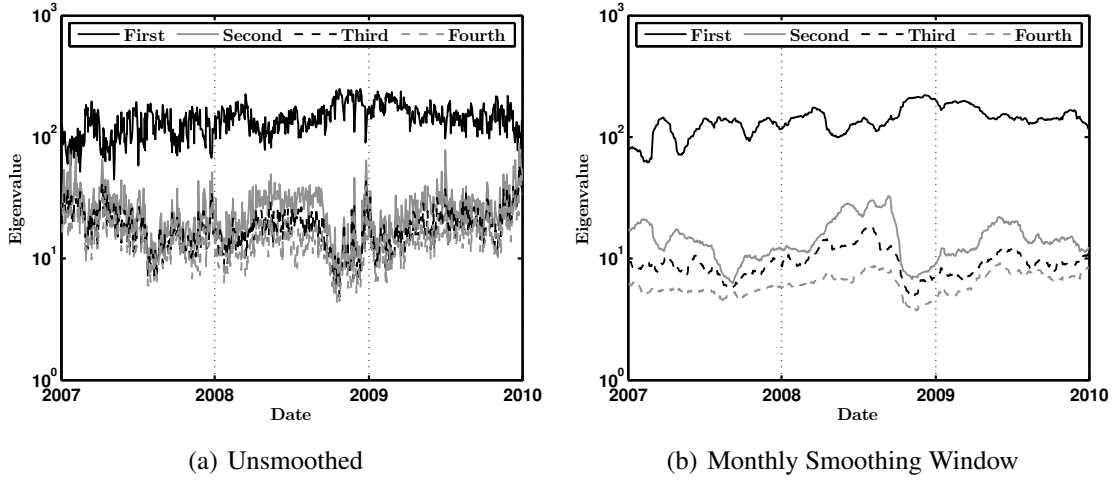 10^3
First Second Third Fourth
10^2
Eigenvalue
10^1
10^0
2007 2008 2009 2010
Date
(a) Unsmoothed
10^3
First Second Third Fourth
10^2
Eigenvalue
10^1
10^0
2007 2008 2009 2010
Date
(b) Monthly Smoothing Window